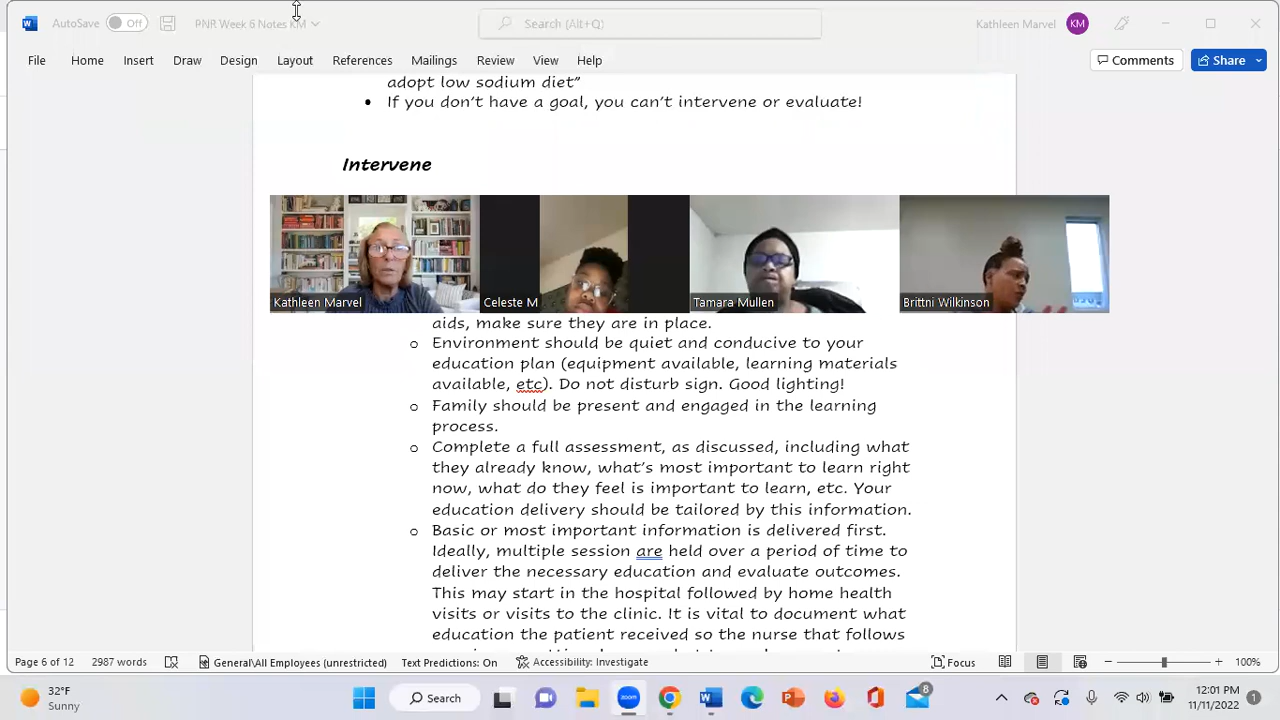 AutoSave Off PNR Week 6 Notes KM Search (Alt+Q) Kathleen Marvel KM
File Home Insert Draw Design Layout References Mailings Review View Help Comments Share
adopt low sodium diet”
• If you don’t have a goal, you can’t intervene or evaluate!
Intervene
Kathleen Marvel Celeste M Tamara Mullen Brittni Wilkinson
aids, make sure they are in place.
o Environment should be quiet and conducive to your
education plan (equipment available, learning materials
available, etc). Do not disturb sign. Good lighting!
o Family should be present and engaged in the learning
process.
o Complete a full assessment, as discussed, including what
they already know, what’s most important to learn right
now, what do they feel is important to learn, etc. Your
education delivery should be tailored by this information.
o Basic or most important information is delivered first.
Ideally, multiple session are held over a period of time to
deliver the necessary education and evaluate outcomes.
This may start in the hospital followed by home health
visits or visits to the clinic. It is vital to document what
education the patient received so the nurse that follows
Page 6 of 12 2987 words General\All Employees (unrestricted) Text Predictions: On Accessibility: Investigate Focus 100%
32°F Search 8 12:01 PM
Sunny 11/11/2022 1